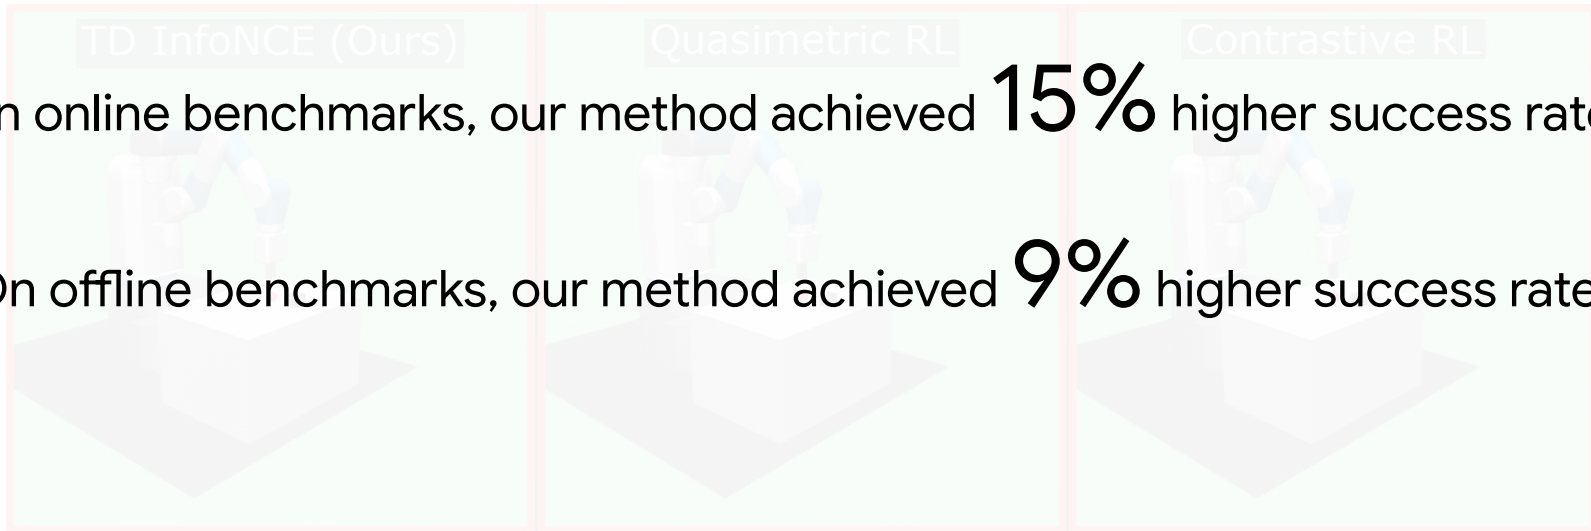 TD InfoNCE (Ours) Quasimetric RL Contrastive RL
n online benchmarks, our method achieved 15% higher success rate
On offline benchmarks, our method achieved 9% higher success rate